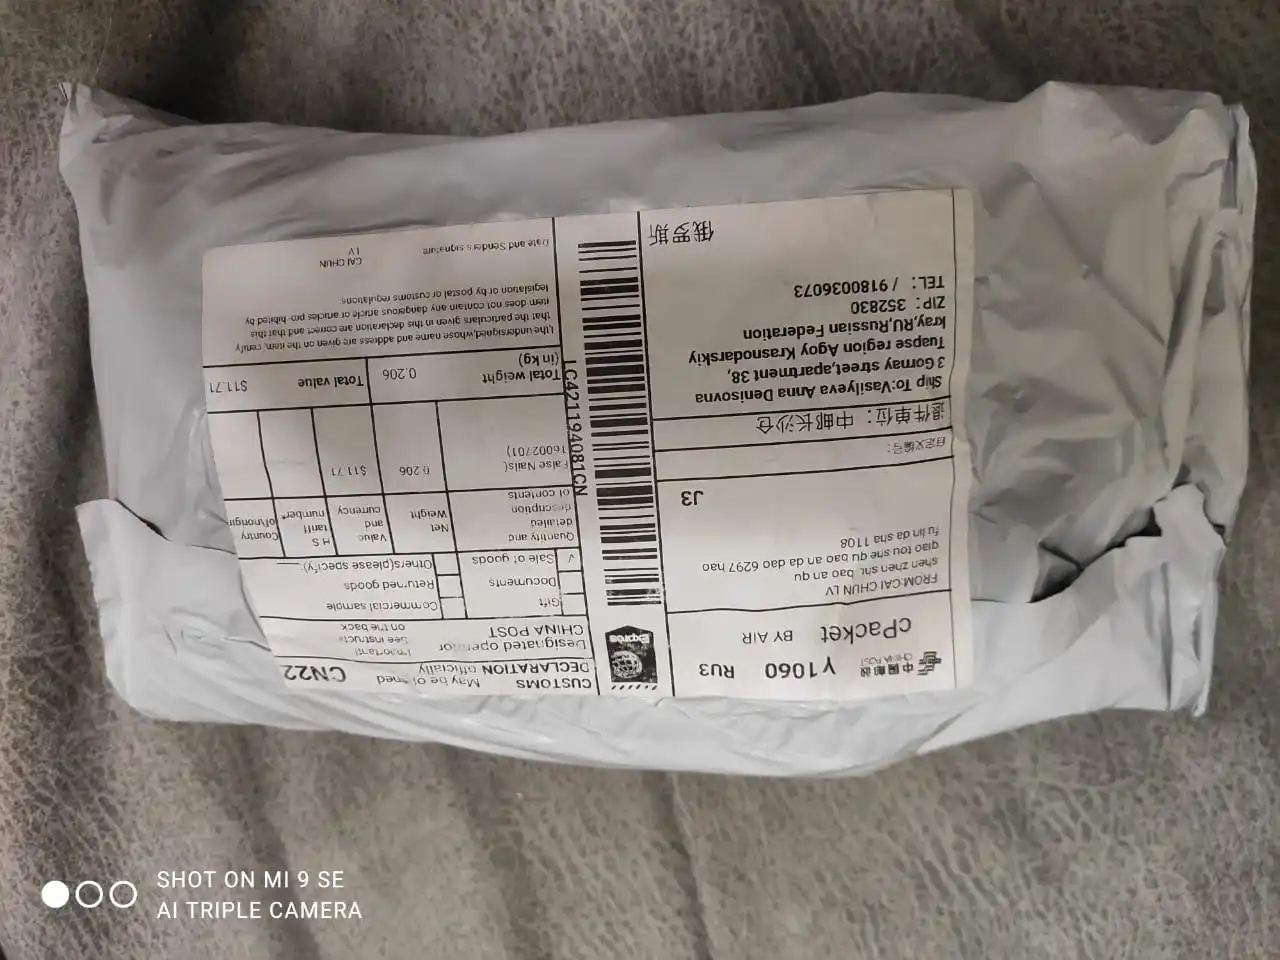 中国邮政
CHINA POST
Y1060 RU3
cPacket BY AIR
FROM:CAI CHUN LV
shen zhen shi, bao an qu
qiao tou she qu bao an da dao 6297 hao
fu lin da sha 1108
J3
自定义编号:
退件单位: 中邮长沙仓
Ship To:Vasilyeva Anna Denisovna
3 Gornay street,apartment,38,
Tuapse region Agoy Krasnodarskiy
kray,RU,Russian Federation
ZIP: 352830
TEL: / 9180036073
俄罗斯
Expres
LC421194081CN
CUSTOMS May be opened
DECLARATION officially CN22
Designated operator Important!
CHINA POST See instruct
on the back
Gift Commercial sample
Documents Returned goods
√ Sale of goods Others(please specify)
Quantity and detailed description of contents
Net Weight
Value and currency
H S tariff number*
Country of/norigin
False Nails(
16002701) 0.206 $11.71
Total weight (in kg) 0.206 Total value $11.71
I,the undersigned,whose name and address are given on the item, certify
that the particulars given in this declaration are correct and that this
item does not contain any dangerous article or articles pro- hibited by
legislation or by postal or customs regulations
Date and Sender's signature CAI CHUN
LV
SHOT ON MI 9 SE
AI TRIPLE CAMERA